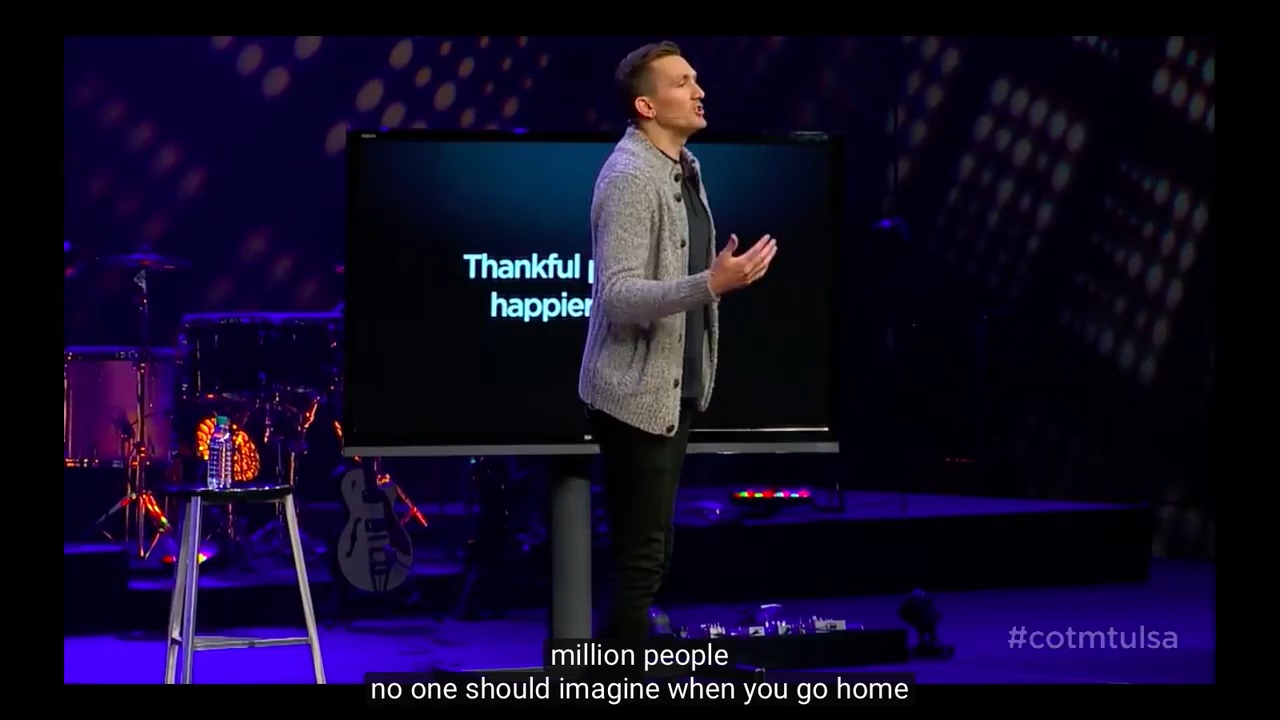 Thankful
happier
#cotmtulsa
million people
no one should imagine when you go home